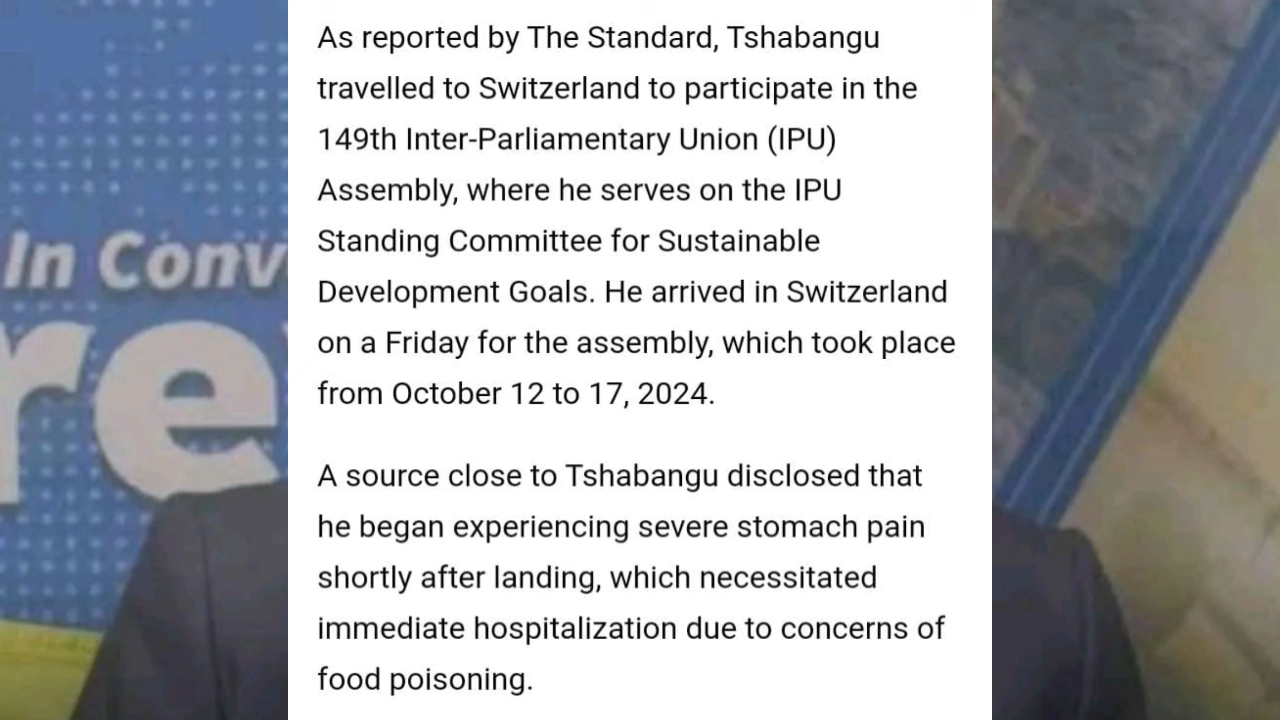 As reported by The Standard, Tshabangu
travelled to Switzerland to participate in the
149th Inter-Parliamentary Union (IPU)
Assembly, where he serves on the IPU
Standing Committee for Sustainable
Development Goals. He arrived in Switzerland
on a Friday for the assembly, which took place
from October 12 to 17, 2024.
A source close to Tshabangu disclosed that
he began experiencing severe stomach pain
shortly after landing, which necessitated
immediate hospitalization due to concerns of
food poisoning.
In Conv
re